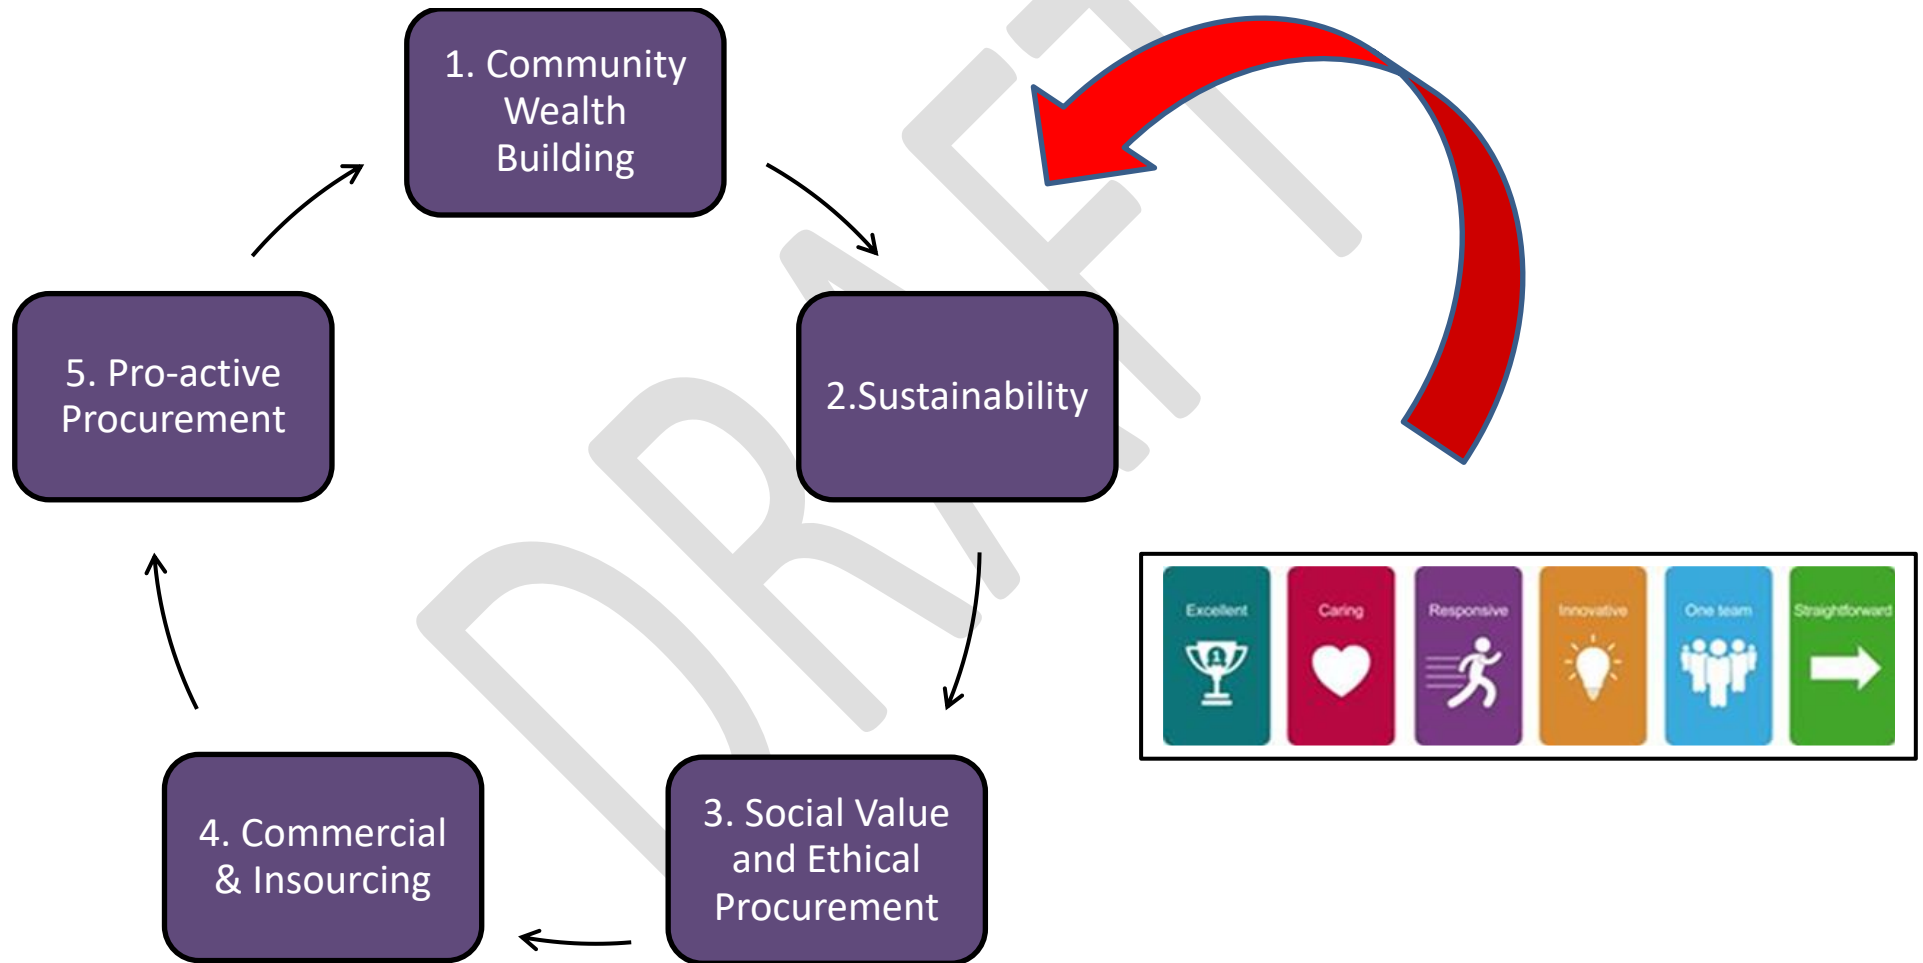 1. Community
Wealth
Building
2.Sustainability
3. Social Value
and Ethical
Procurement
4. Commercial
& Insourcing
5. Pro-active
Procurement
DRAFT
Excellent
Caring
Responsive
Innovative
One team
Straightforward